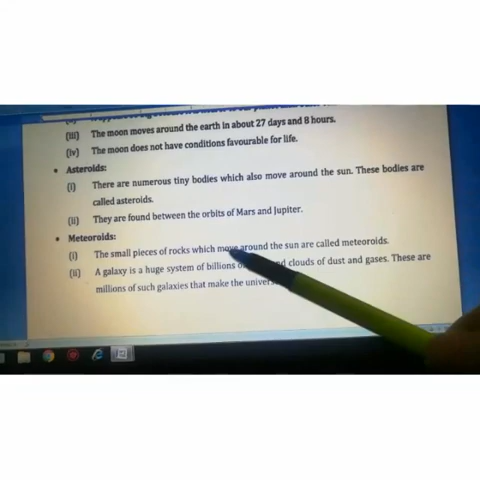 (iii) The moon moves around the earth in about 27 days and 8 hours.
(iv) The moon does not have conditions favourable for life.
• Asteroids:
(i) There are numerous tiny bodies which also move around the sun. These bodies are
called asteroids.
(ii) They are found between the orbits of Mars and Jupiter.
• Meteoroids:
(i) The small pieces of rocks which move around the sun are called meteoroids.
(ii) A galaxy is a huge system of billions clouds of dust and gases. These are
millions of such galaxies that make the